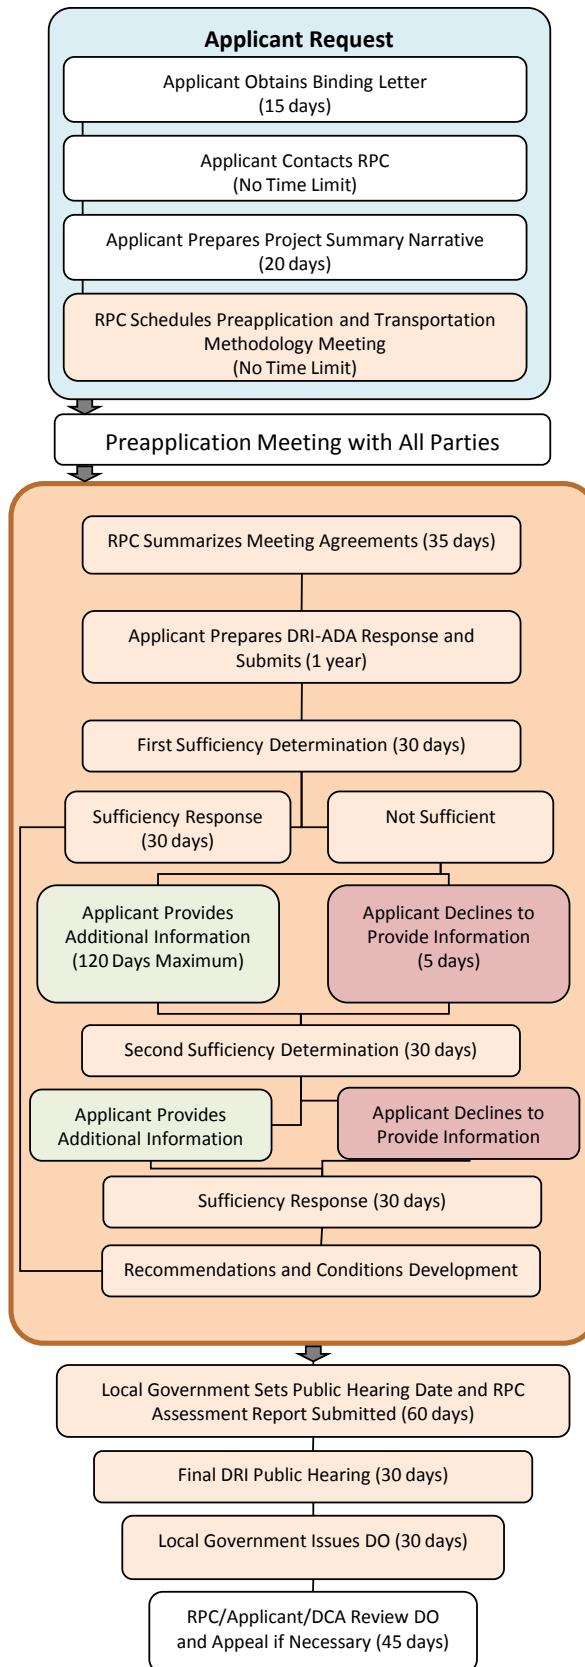 Applicant Request
Applicant Obtains Binding Letter
(15 days)
Applicant Contacts RPC
(No Time Limit)
Applicant Prepares Project Summary Narrative
(20 days)
RPC Schedules Preapplication and Transportation
Methodology Meeting
(No Time Limit)
Preapplication Meeting with All Parties
RPC Summarizes Meeting Agreements (35 days)
Applicant Prepares DRI-ADA Response and
Submits (1 year)
First Sufficiency Determination (30 days)
Sufficiency Response
(30 days)
Not Sufficient
Applicant Provides
Additional Information
(120 Days Maximum)
Applicant Declines to
Provide Information
(5 days)
Second Sufficiency Determination (30 days)
Applicant Provides
Additional Information
Applicant Declines to
Provide Information
Sufficiency Response (30 days)
Recommendations and Conditions Development
Local Government Sets Public Hearing Date and RPC
Assessment Report Submitted (60 days)
Final DRI Public Hearing (30 days)
Local Government Issues DO (30 days)
RPC/Applicant/DCA Review DO
and Appeal if Necessary (45 days)